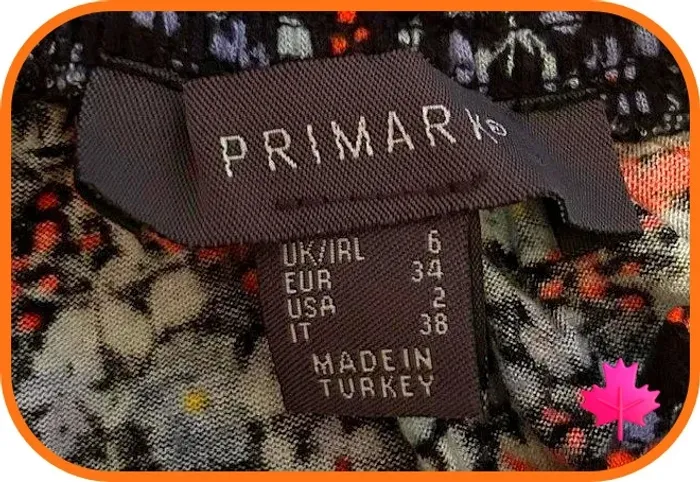 PRIMARK®
UK/IRL 6
EUR 34
USA 2
IT 38
MADE IN
TURKEY